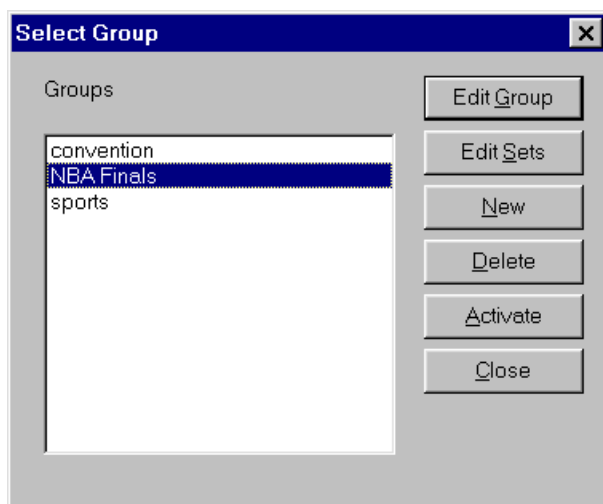 Select Group
Groups
convention
NBA Finals
sports
Edit Group
Edit Sets
New
Delete
Activate
Close